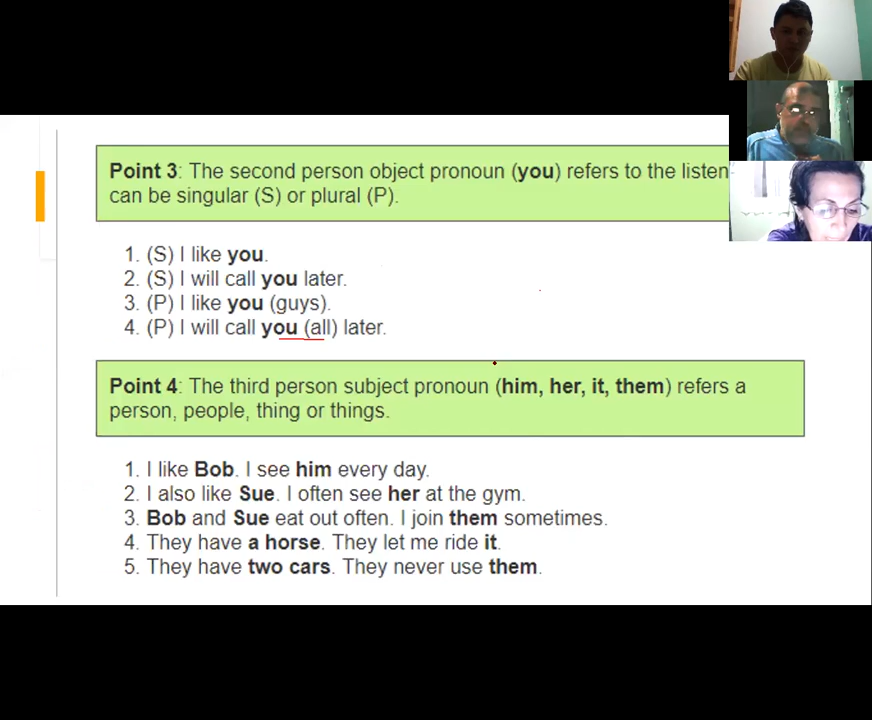 Point 3: The second person object pronoun (you) refers to the listen
can be singular (S) or plural (P).
1. (S) I like you.
2. (S) I will call you later.
3. (P) I like you (guys).
4. (P) I will call you (all) later.
Point 4: The third person subject pronoun (him, her, it, them) refers a
person, people, thing or things.
1. I like Bob. I see him every day.
2. I also like Sue. I often see her at the gym.
3. Bob and Sue eat out often. I join them sometimes.
4. They have a horse. They let me ride it.
5. They have two cars. They never use them.